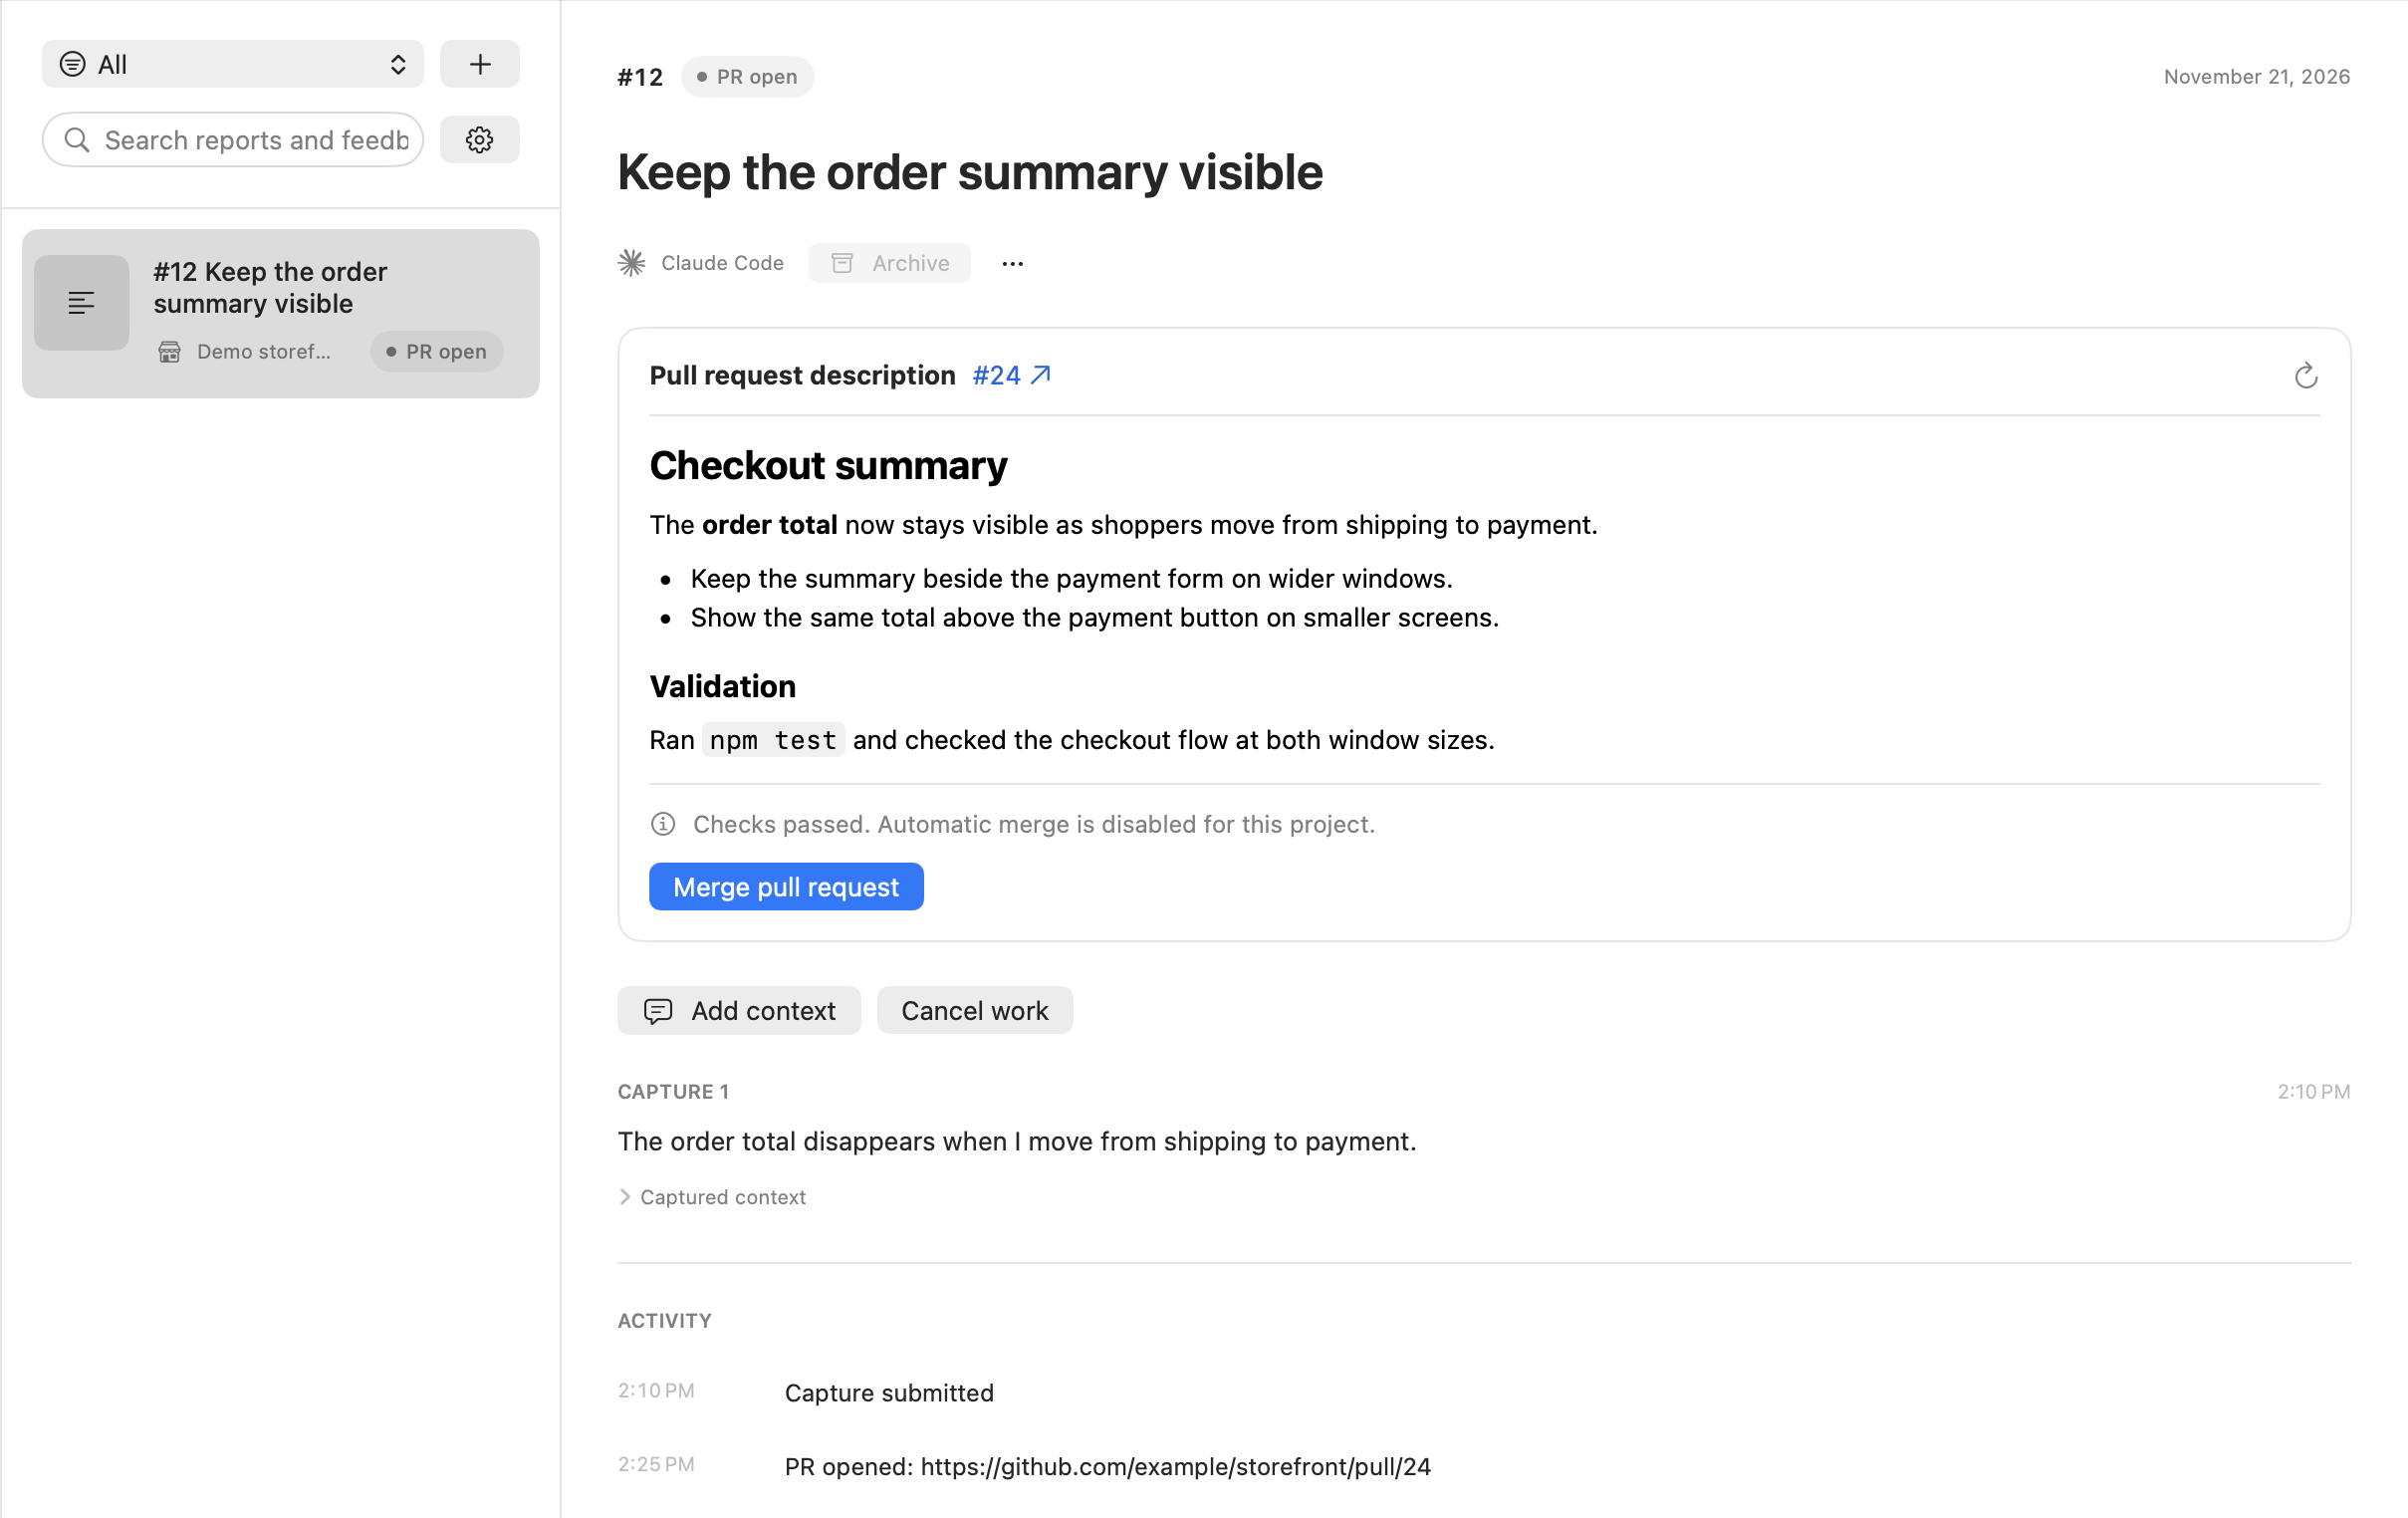 All
Search reports and feedb
#12 Keep the order
summary visible
Demo storef...
PR open
#12
PR open
November 21, 2026
Keep the order summary visible
Claude Code
Archive
Pull request description #24
Checkout summary
The order total now stays visible as shoppers move from shipping to payment.
• Keep the summary beside the payment form on wider windows.
• Show the same total above the payment button on smaller screens.
Validation
Ran npm test and checked the checkout flow at both window sizes.
Checks passed. Automatic merge is disabled for this project.
Merge pull request
Add context
Cancel work
CAPTURE 1
2:10 PM
The order total disappears when I move from shipping to payment.
Captured context
ACTIVITY
2:10 PM
Capture submitted
2:25 PM
PR opened: https://github.com/example/storefront/pull/24